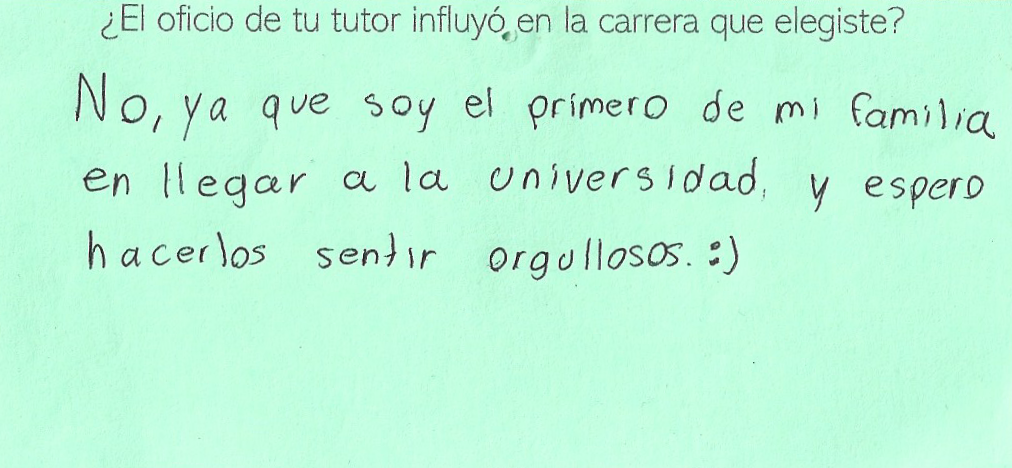 ¿El oficio de tu tutor influyó en la carrera que elegiste?
No, ya que soy el primero de mi familia
en llegar a la universidad, y espero
hacerlos sentir orgullosos. :)